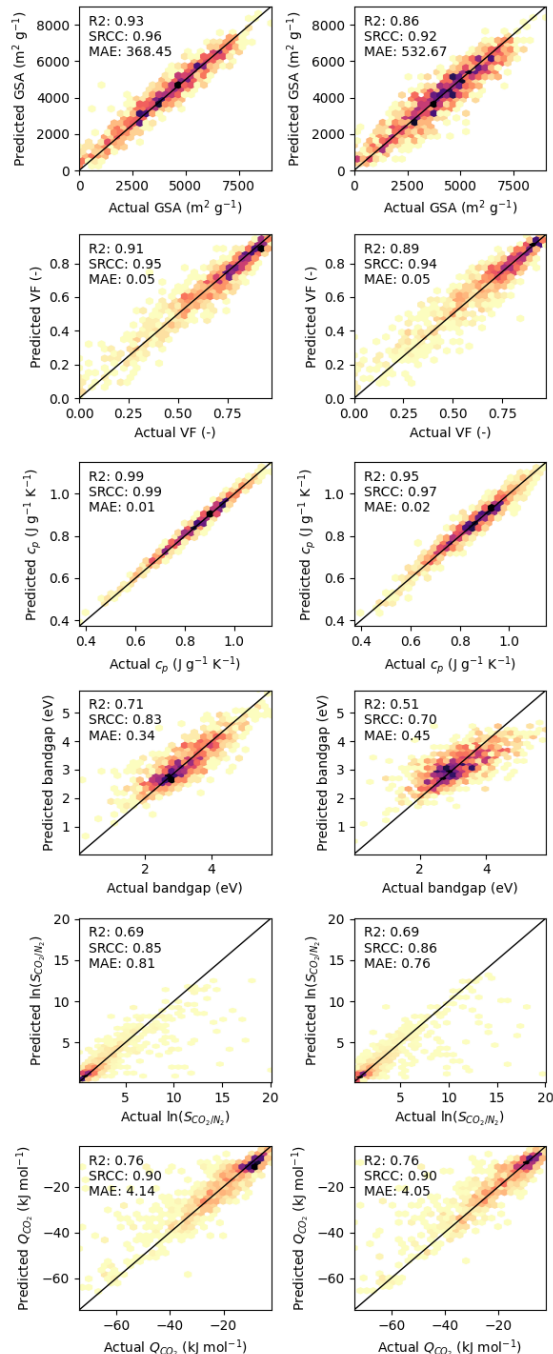 R2: 0.93
SRCC: 0.96
MAE: 368.45
Predicted GSA (m² g⁻¹)
8000
6000
4000
2000
0
0 2500 5000 7500
Actual GSA (m² g⁻¹)
R2: 0.86
SRCC: 0.92
MAE: 532.67
Predicted GSA (m² g⁻¹)
8000
6000
4000
2000
0
0 2500 5000 7500
Actual GSA (m² g⁻¹)
R2: 0.91
SRCC: 0.95
MAE: 0.05
Predicted VF (-)
0.8
0.6
0.4
0.2
0.0
0.00 0.25 0.50 0.75
Actual VF (-)
R2: 0.89
SRCC: 0.94
MAE: 0.05
Predicted VF (-)
0.8
0.6
0.4
0.2
0.0
0.00 0.25 0.50 0.75
Actual VF (-)
R2: 0.99
SRCC: 0.99
MAE: 0.01
Predicted cₚ (J g⁻¹ K⁻¹)
1.0
0.8
0.6
0.4
0.4 0.6 0.8 1.0
Actual cₚ (J g⁻¹ K⁻¹)
R2: 0.95
SRCC: 0.97
MAE: 0.02
Predicted cₚ (J g⁻¹ K⁻¹)
1.0
0.8
0.6
0.4
0.4 0.6 0.8 1.0
Actual cₚ (J g⁻¹ K⁻¹)
R2: 0.71
SRCC: 0.83
MAE: 0.34
Predicted bandgap (eV)
5
4
3
2
1
2 4
Actual bandgap (eV)
R2: 0.51
SRCC: 0.70
MAE: 0.45
Predicted bandgap (eV)
5
4
3
2
1
2 4
Actual bandgap (eV)
R2: 0.69
SRCC: 0.85
MAE: 0.81
Predicted ln(S_CO₂/N₂)
20
15
10
5
5 10 15 20
Actual ln(S_CO₂/N₂)
R2: 0.69
SRCC: 0.86
MAE: 0.76
Predicted ln(S_CO₂/N₂)
20
15
10
5
5 10 15 20
Actual ln(S_CO₂/N₂)
R2: 0.76
SRCC: 0.90
MAE: 4.14
Predicted Q_CO₂ (kJ mol⁻¹)
−20
−40
−60
−60 −40 −20
Actual Q_CO₂ (kJ mol⁻¹)
R2: 0.76
SRCC: 0.90
MAE: 4.05
Predicted Q_CO₂ (kJ mol⁻¹)
−20
−40
−60
−60 −40 −20
Actual Q_CO₂ (kJ mol⁻¹)